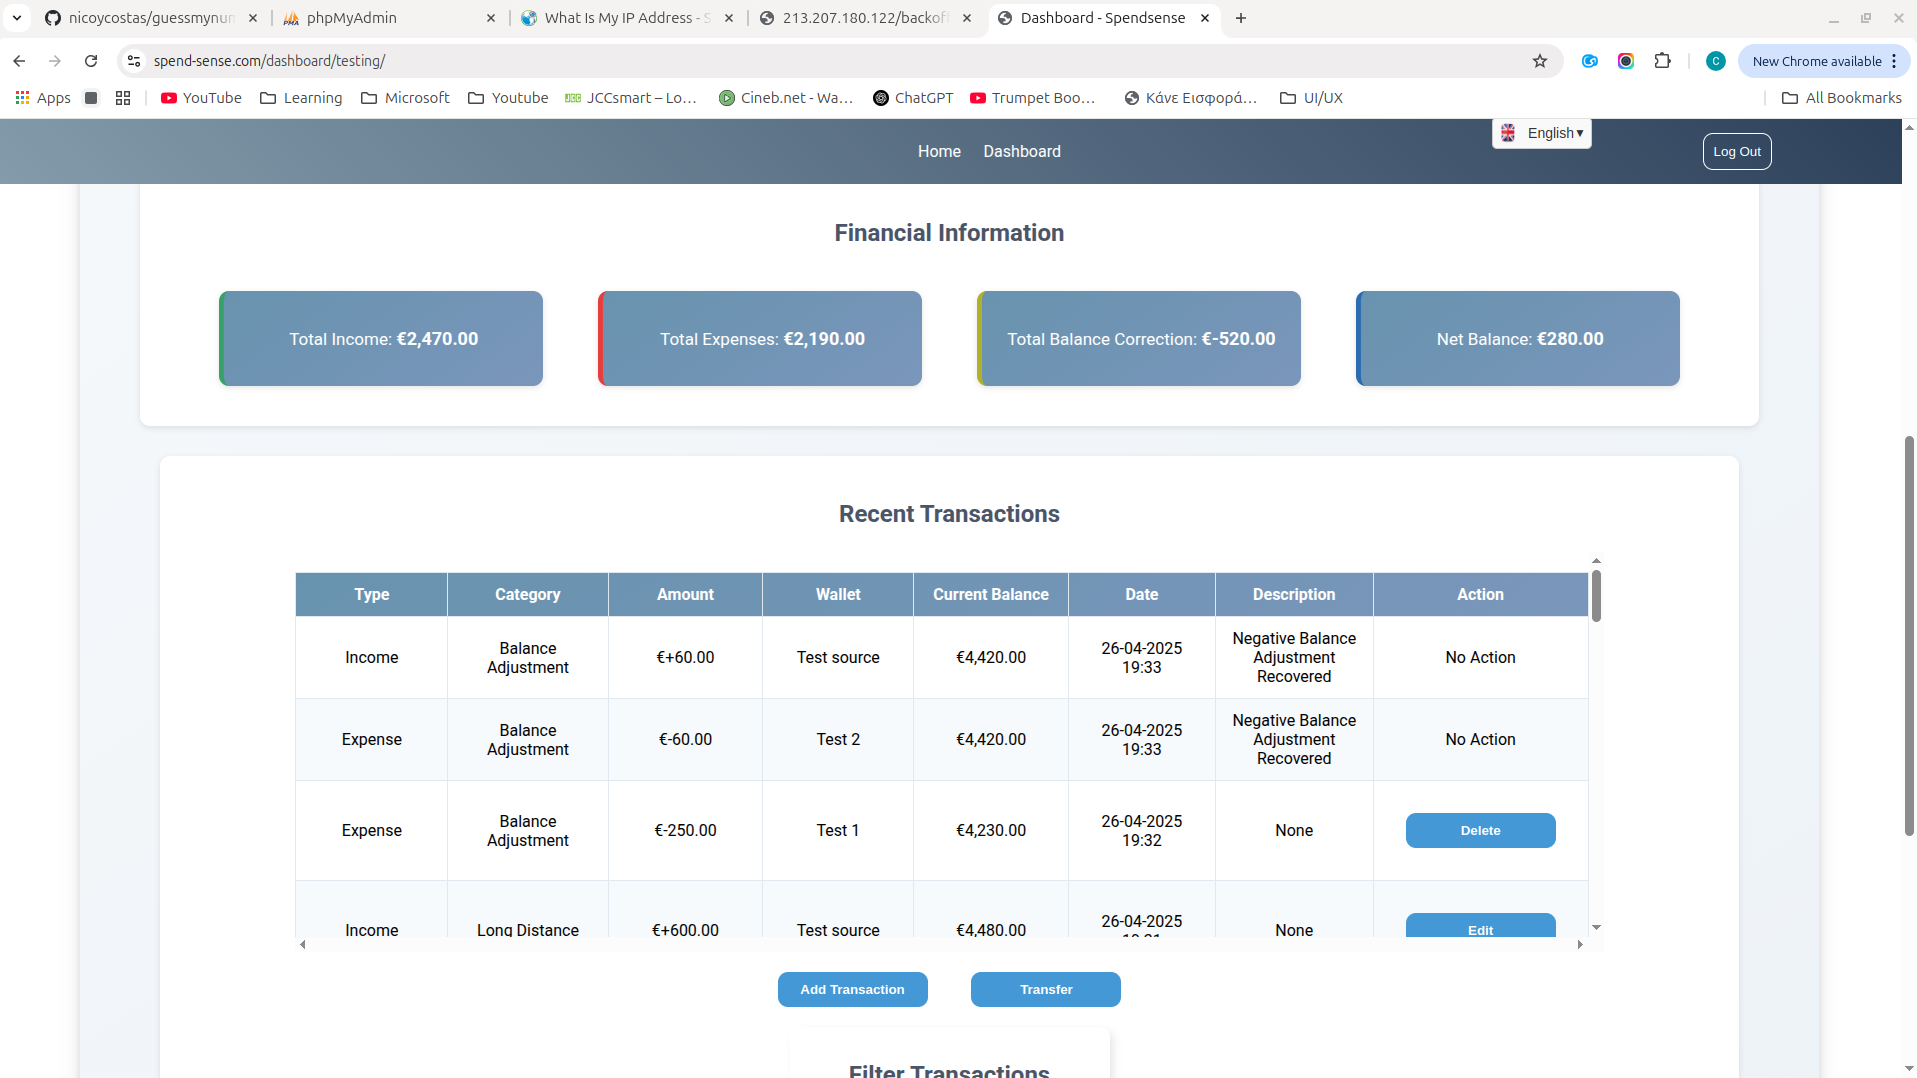 nicoycostas/guessmynun
phpMyAdmin
What Is My IP Address - S
213.207.180.122/backoff
Dashboard - Spendsense
spend-sense.com/dashboard/testing/
C
New Chrome available
Apps
YouTube
Learning
Microsoft
Youtube
JCC
JCCsmart – Lo...
Cineb.net - Wa...
ChatGPT
Trumpet Boo...
Κάνε Εισφορά...
UI/UX
All Bookmarks
Home
Dashboard
English▾
Log Out
Financial Information
Total Income: €2,470.00
Total Expenses: €2,190.00
Total Balance Correction: €-520.00
Net Balance: €280.00
Recent Transactions
Type Category Amount Wallet Current Balance Date Description Action
Income
Balance
Adjustment
€+60.00
Test source
€4,420.00
26-04-2025
19:33
Negative Balance
Adjustment
Recovered
No Action
Expense
Balance
Adjustment
€-60.00
Test 2
€4,420.00
26-04-2025
19:33
Negative Balance
Adjustment
Recovered
No Action
Expense
Balance
Adjustment
€-250.00
Test 1
€4,230.00
26-04-2025
19:32
None
Delete
Income
Long Distance
€+600.00
Test source
€4,480.00
26-04-2025
None
Edit
Add Transaction
Transfer
Filter Transactions